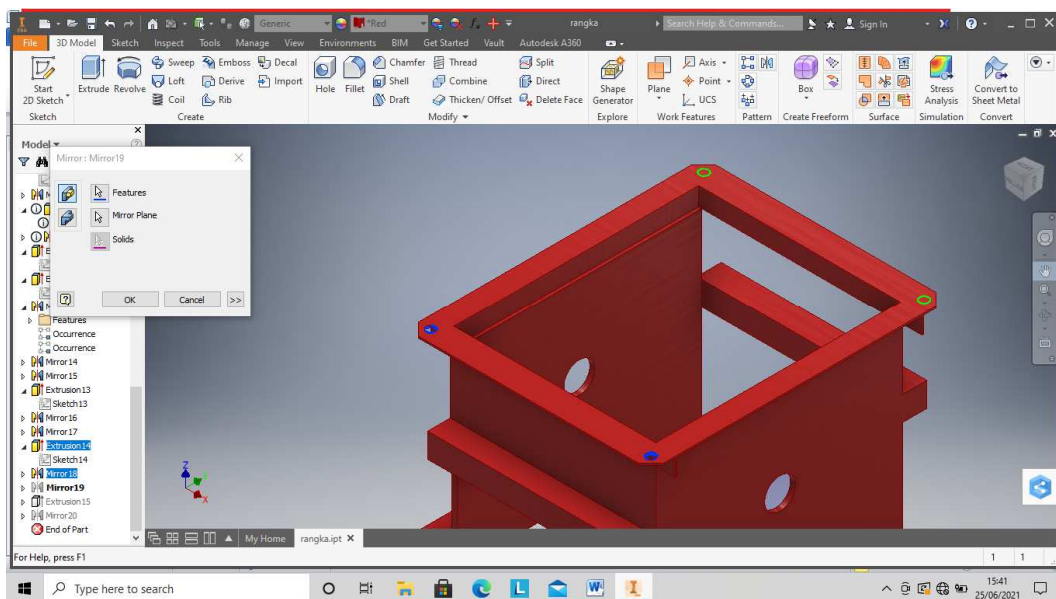 PRO
Generic
*Red
rangka
Search Help & Commands...
Sign In
File 3D Model Sketch Inspect Tools Manage View Environments BIM Get Started Vault Autodesk A360
Start
2D Sketch
Extrude Revolve
Sweep Emboss Decal
Loft Derive Import
Coil Rib
Hole Fillet
Chamfer Thread
Shell Combine
Draft Thicken/ Offset
Split
Direct
Delete Face
Shape
Generator
Plane
Axis
Point
UCS
Box
Stress
Analysis
Convert to
Sheet Metal
Sketch Create Modify Explore Work Features Pattern Create Freeform Surface Simulation Convert
Model
Mirror : Mirror19
Features
Mirror Plane
Solids
OK Cancel >>
Features
Occurrence
Occurrence
Mirror14
Mirror15
Extrusion13
Sketch13
Mirror16
Mirror17
Extrusion14
Sketch14
Mirror18
Mirror19
Extrusion15
Mirror20
End of Part
Z
X
My Home rangka.ipt X
For Help, press F1
1 1
Type here to search
15:41
25/06/2021